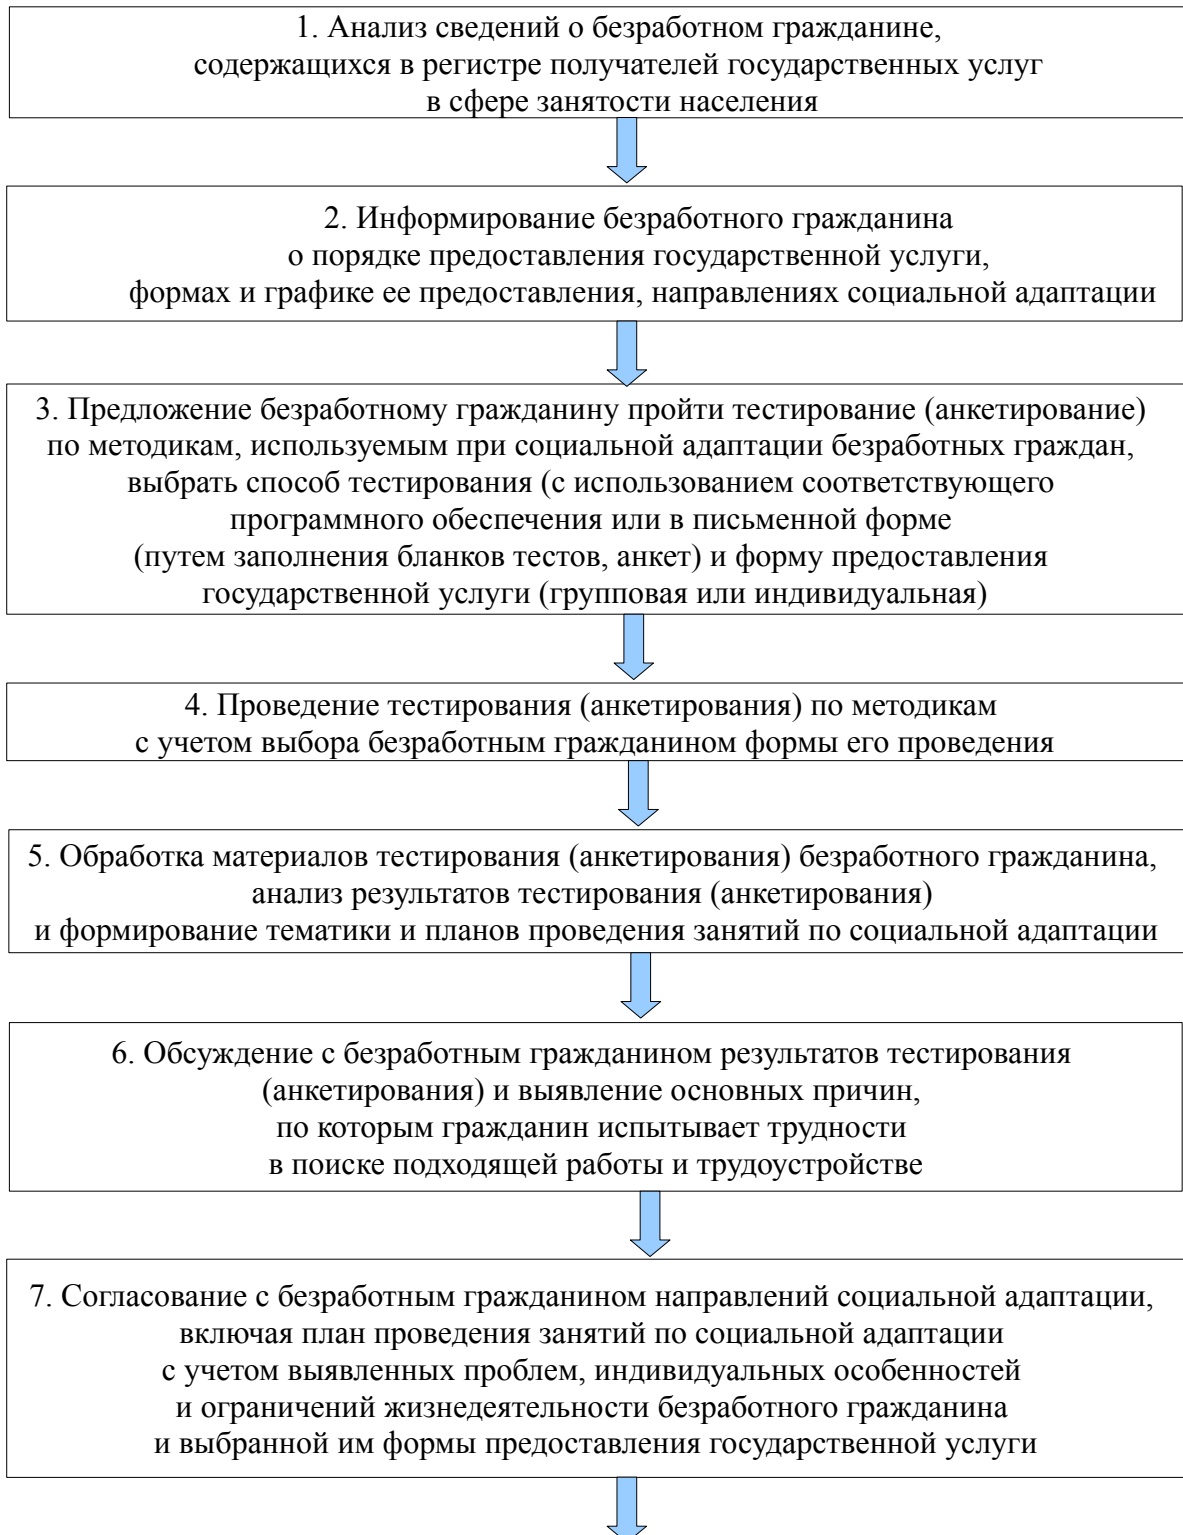 1. Анализ сведений о безработном гражданине,
содержащихся в регистре получателей государственных услуг
в сфере занятости населения
2. Информирование безработного гражданина
о порядке предоставления государственной услуги,
формах и графике ее предоставления, направлениях социальной адаптации
3. Предложение безработному гражданину пройти тестирование (анкетирование)
по методикам, используемым при социальной адаптации безработных граждан,
выбрать способ тестирования (с использованием соответствующего
программного обеспечения или в письменной форме
(путем заполнения бланков тестов, анкет) и форму предоставления
государственной услуги (групповая или индивидуальная)
4. Проведение тестирования (анкетирования) по методикам
с учетом выбора безработным гражданином формы его проведения
5. Обработка материалов тестирования (анкетирования) безработного гражданина,
анализ результатов тестирования (анкетирования)
и формирование тематики и планов проведения занятий по социальной адаптации
6. Обсуждение с безработным гражданином результатов тестирования
(анкетирования) и выявление основных причин,
по которым гражданин испытывает трудности
в поиске подходящей работы и трудоустройстве
7. Согласование с безработным гражданином направлений социальной адаптации,
включая план проведения занятий по социальной адаптации
с учетом выявленных проблем, индивидуальных особенностей
и ограничений жизнедеятельности безработного гражданина
и выбранной им формы предоставления государственной услуги